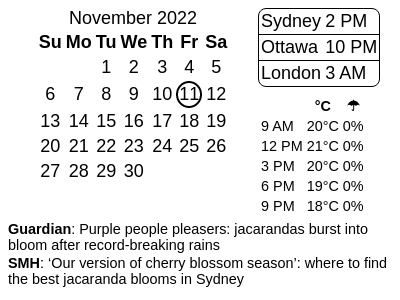 November 2022
Su Mo Tu We Th Fr Sa
1 2 3 4 5
6 7 8 9 10 11 12
13 14 15 16 17 18 19
20 21 22 23 24 25 26
27 28 29 30
Sydney 2 PM
Ottawa 10 PM
London 3 AM
°C ☂
9 AM 20°C 0%
12 PM 21°C 0%
3 PM 20°C 0%
6 PM 19°C 0%
9 PM 18°C 0%
Guardian: Purple people pleasers: jacarandas burst into
bloom after record-breaking rains
SMH: ‘Our version of cherry blossom season’: where to find
the best jacaranda blooms in Sydney